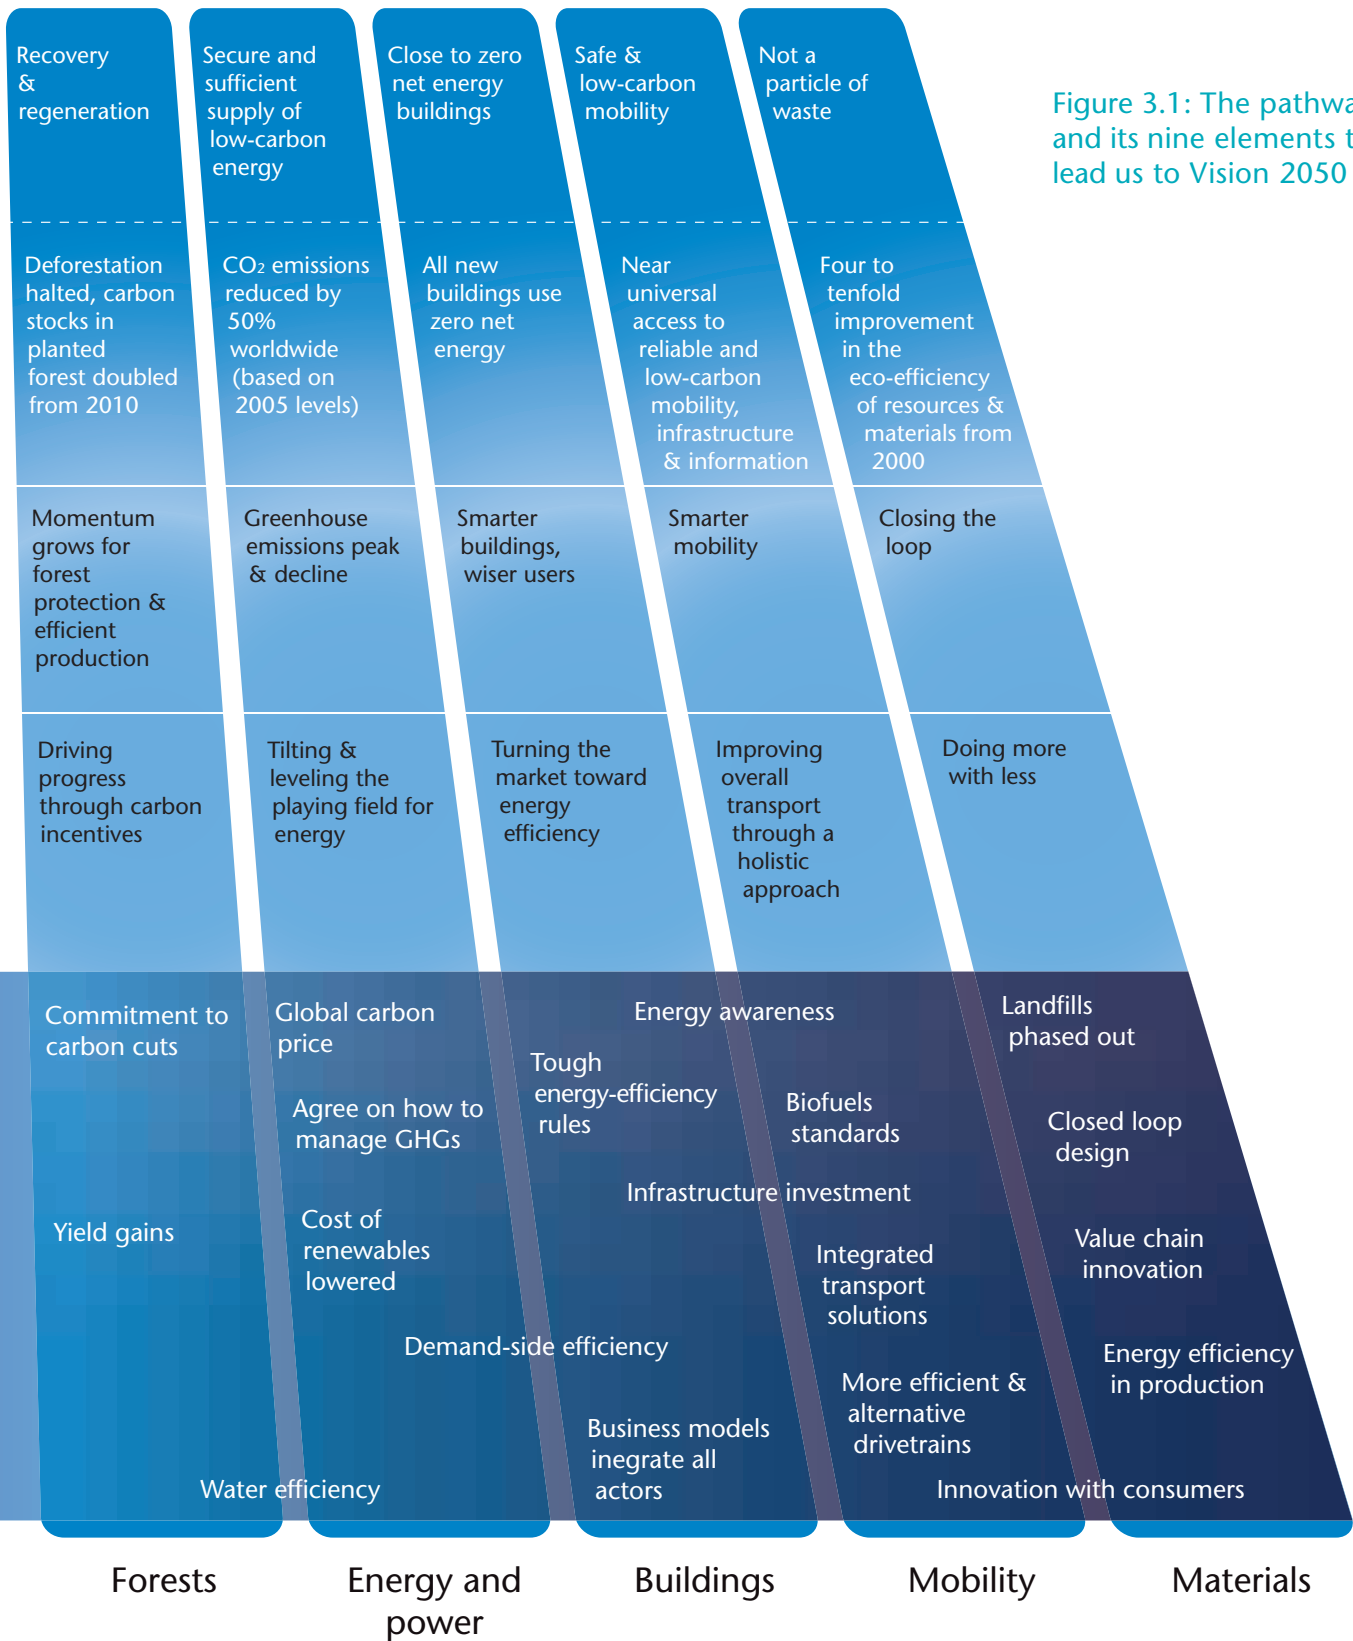 Recovery
&
regeneration
Secure and
sufficient
supply of
low-carbon
energy
Close to zero
net energy
buildings
Safe &
low-carbon
mobility
Not a
particle of
waste
Figure 3.1: The pathwa
and its nine elements t
lead us to Vision 2050
Deforestation
halted, carbon
stocks in
planted
forest doubled
from 2010
CO2 emissions
reduced by
50%
worldwide
(based on
2005 levels)
All new
buildings use
zero net
energy
Near
universal
access to
reliable and
low-carbon
mobility,
infrastructure
& information
Four to
tenfold
improvement
in the
eco-efficiency
of resources &
materials from
2000
Momentum
grows for
forest
protection &
efficient
production
Greenhouse
emissions peak
& decline
Smarter
buildings,
wiser users
Smarter
mobility
Closing the
loop
Driving
progress
through carbon
incentives
Tilting &
leveling the
playing field for
energy
Turning the
market toward
energy
efficiency
Improving
overall
transport
through a
holistic
approach
Doing more
with less
Commitment to
carbon cuts
Yield gains
Water efficiency
Global carbon
price
Agree on how to
manage GHGs
Cost of
renewables
lowered
Demand-side efficiency
Energy awareness
Tough
energy-efficiency
rules
Infrastructure investment
Business models
inegrate all
actors
Biofuels
standards
Integrated
transport
solutions
More efficient &
alternative
drivetrains
Innovation with consumers
Landfills
phased out
Closed loop
design
Value chain
innovation
Energy efficiency
in production
Forests
Energy and
power
Buildings
Mobility
Materials